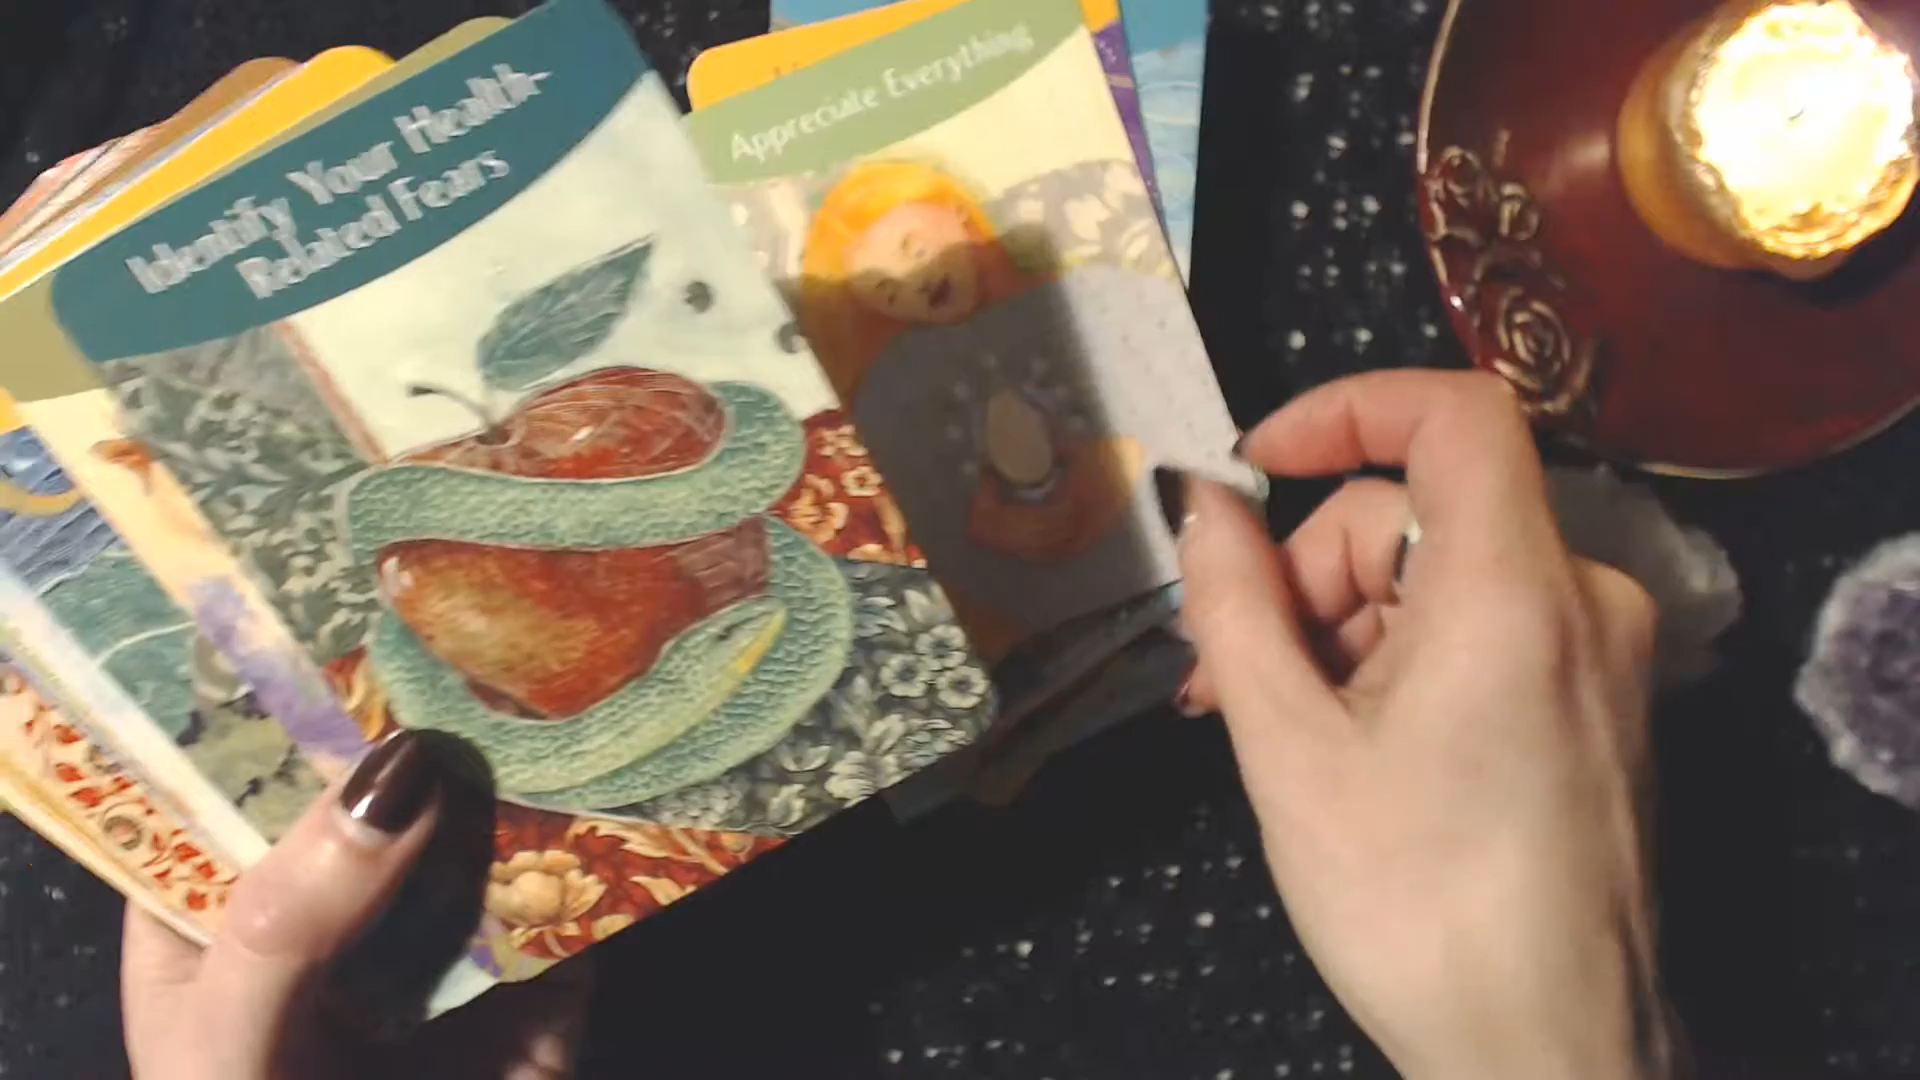 Identify Your Health-
Related Fears
Appreciate Everything